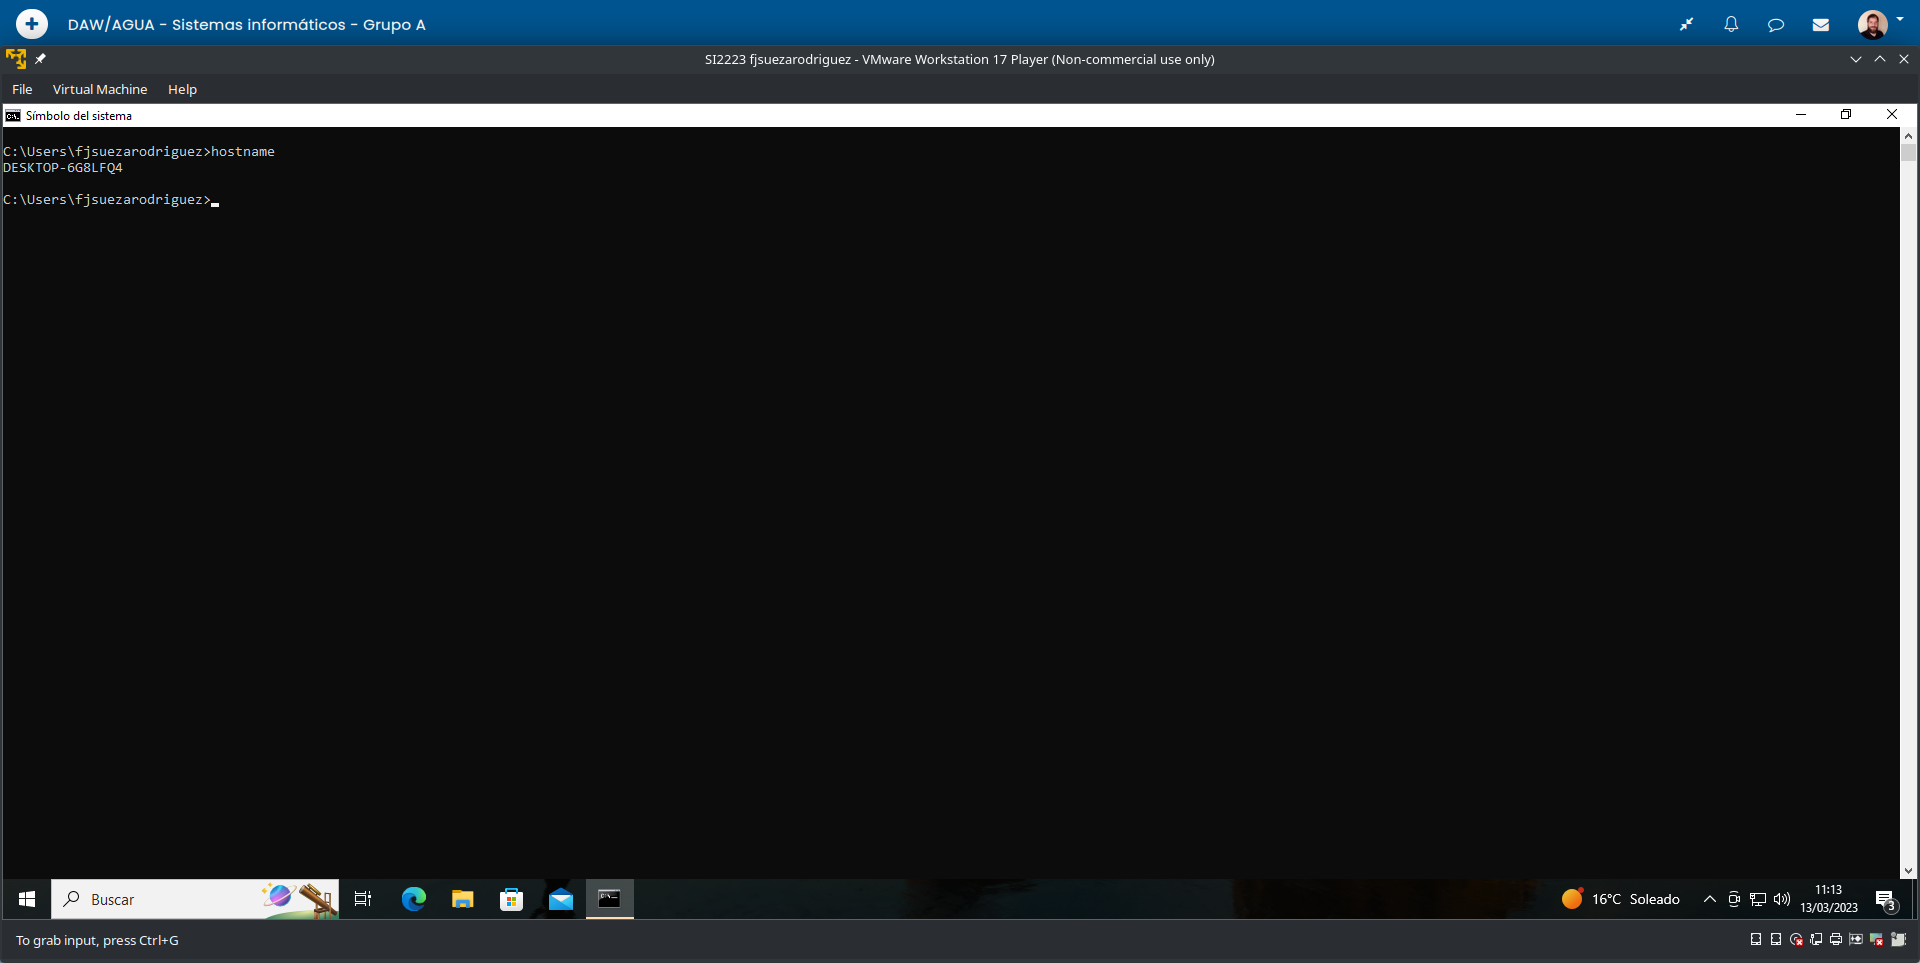 DAW/AGUA - Sistemas informáticos - Grupo A
SI2223 fjsuezarodriguez - VMware Workstation 17 Player (Non-commercial use only)
File Virtual Machine Help
Símbolo del sistema
C:\Users\fjsuezarodriguez>hostname
DESKTOP-6G8LFQ4
C:\Users\fjsuezarodriguez>
Buscar
16°C Soleado
11:13
13/03/2023
3
To grab input, press Ctrl+G